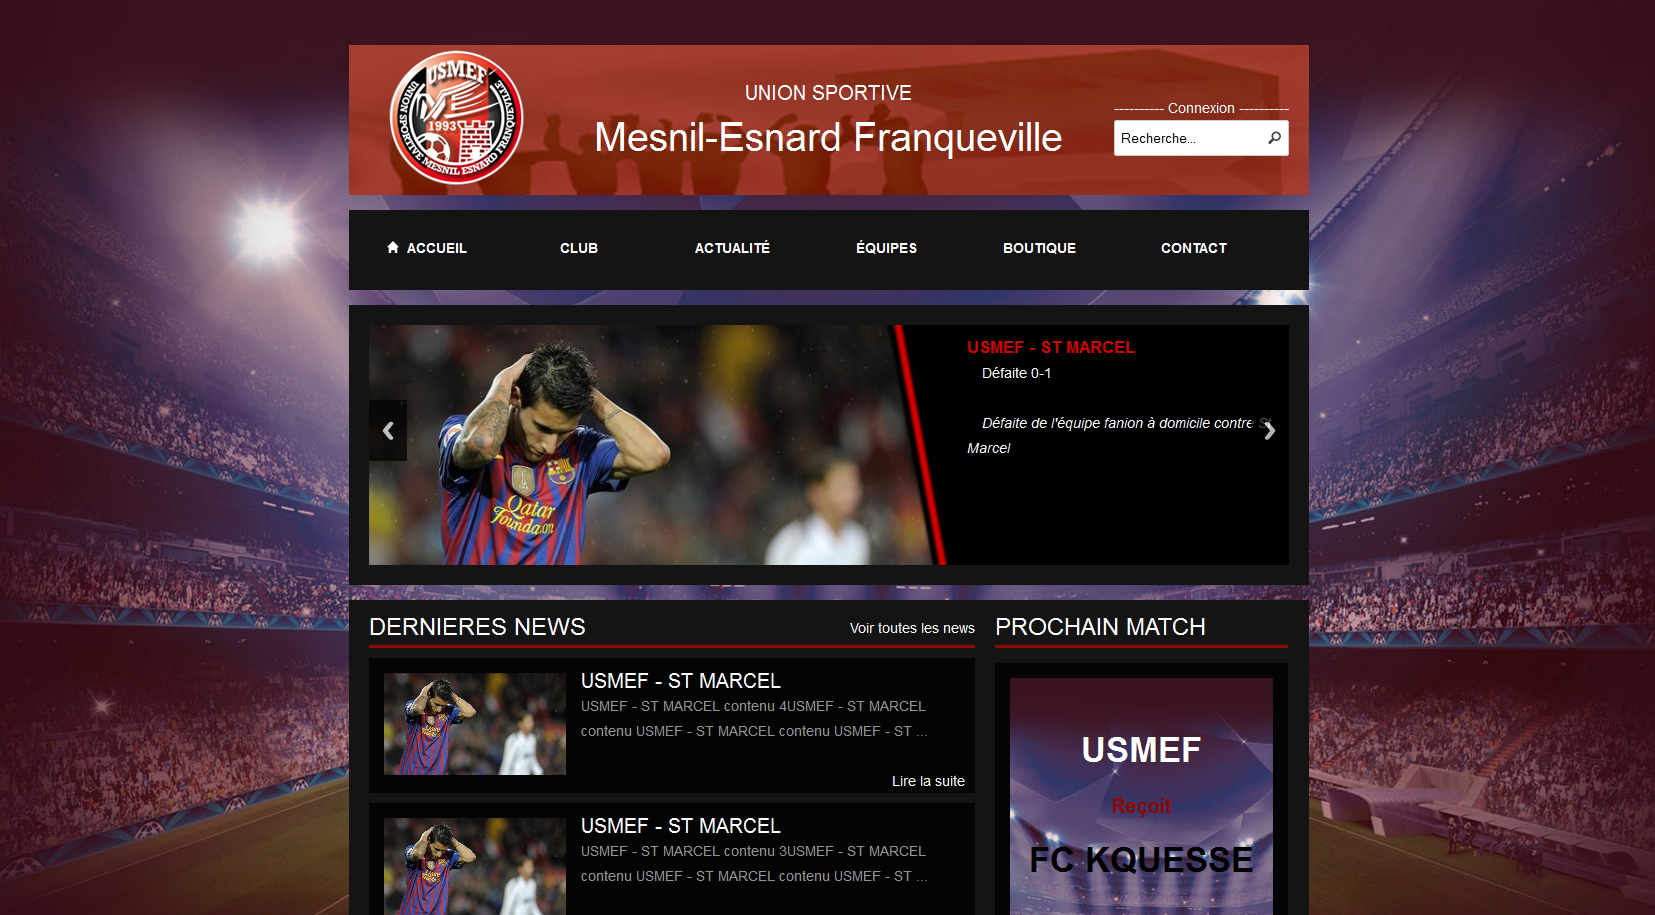 USMEF
UNION SPORTIVE MESNIL ESNARD FRANQUEVILLE
1993
UNION SPORTIVE
Mesnil-Esnard Franqueville
---------- Connexion ----------
Recherche...
ACCUEIL
CLUB
ACTUALITÉ
ÉQUIPES
BOUTIQUE
CONTACT
Qatar
Foundation
USMEF - ST MARCEL
Défaite 0-1
Défaite de l'équipe fanion à domicile contre St
Marcel
DERNIERES NEWS
Voir toutes les news
USMEF - ST MARCEL
USMEF - ST MARCEL contenu 4USMEF - ST MARCEL
contenu USMEF - ST MARCEL contenu USMEF - ST ...
Lire la suite
USMEF - ST MARCEL
USMEF - ST MARCEL contenu 3USMEF - ST MARCEL
contenu USMEF - ST MARCEL contenu USMEF - ST ...
PROCHAIN MATCH
USMEF
Reçoit
FC KQUESSE